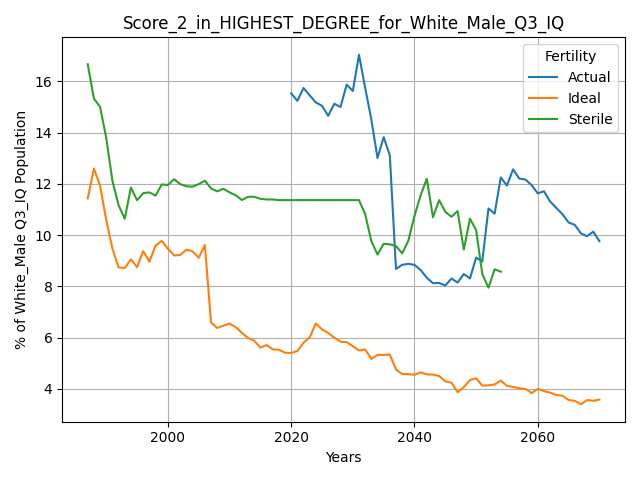 Score_2_in_HIGHEST_DEGREE_for_White_Male_Q3_IQ
% of White_Male Q3_IQ Population
16
14
12
10
8
6
4
Fertility
Actual
Ideal
Sterile
2000
2020
2040
2060
Years